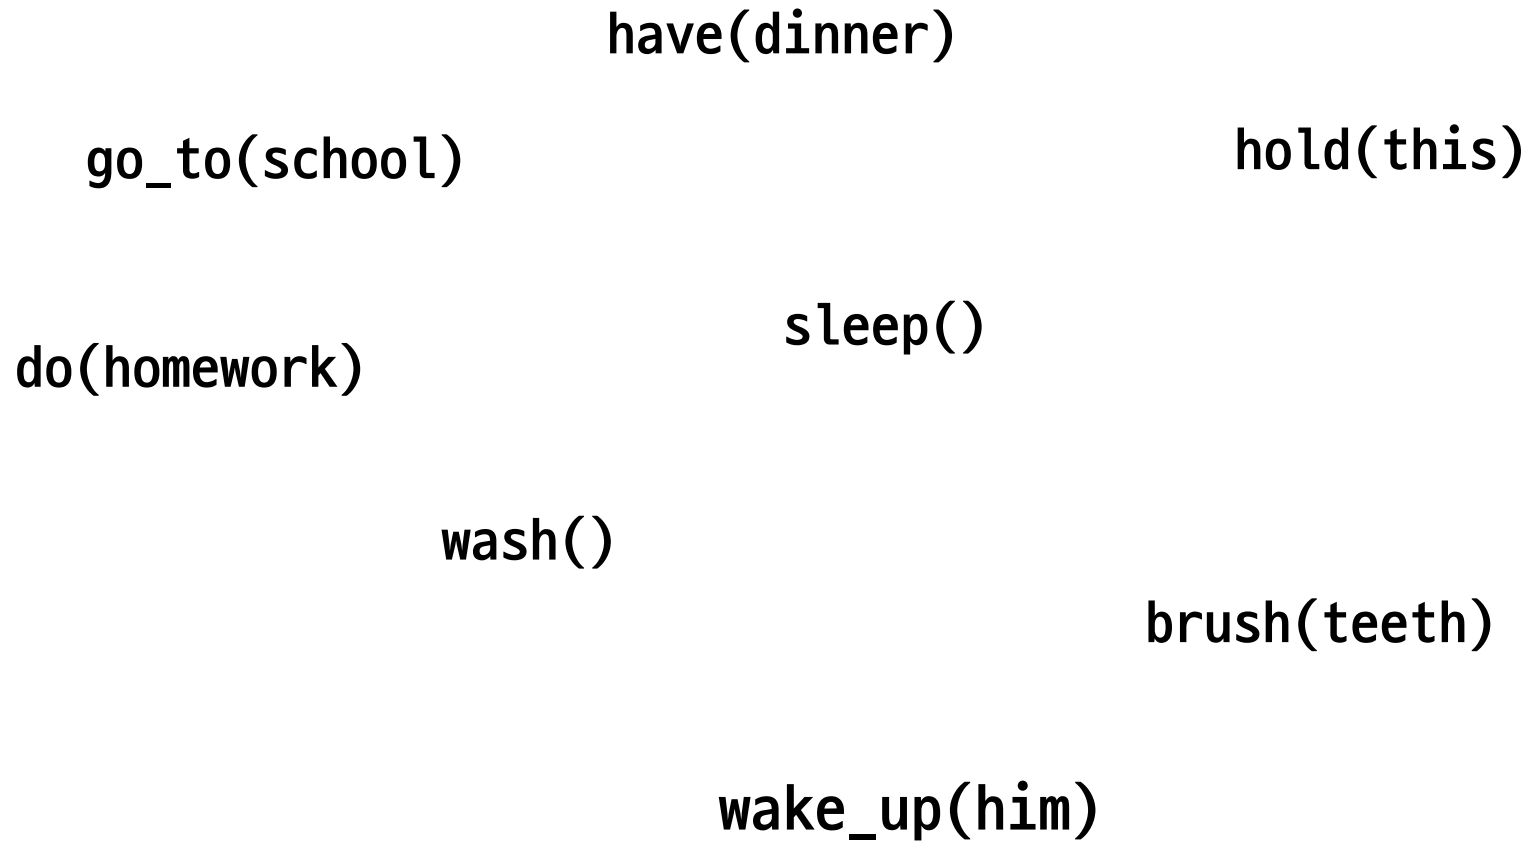 have(dinner)
go_to(school)
hold(this)
sleep()
do(homework)
wash()
brush(teeth)
wake_up(him)